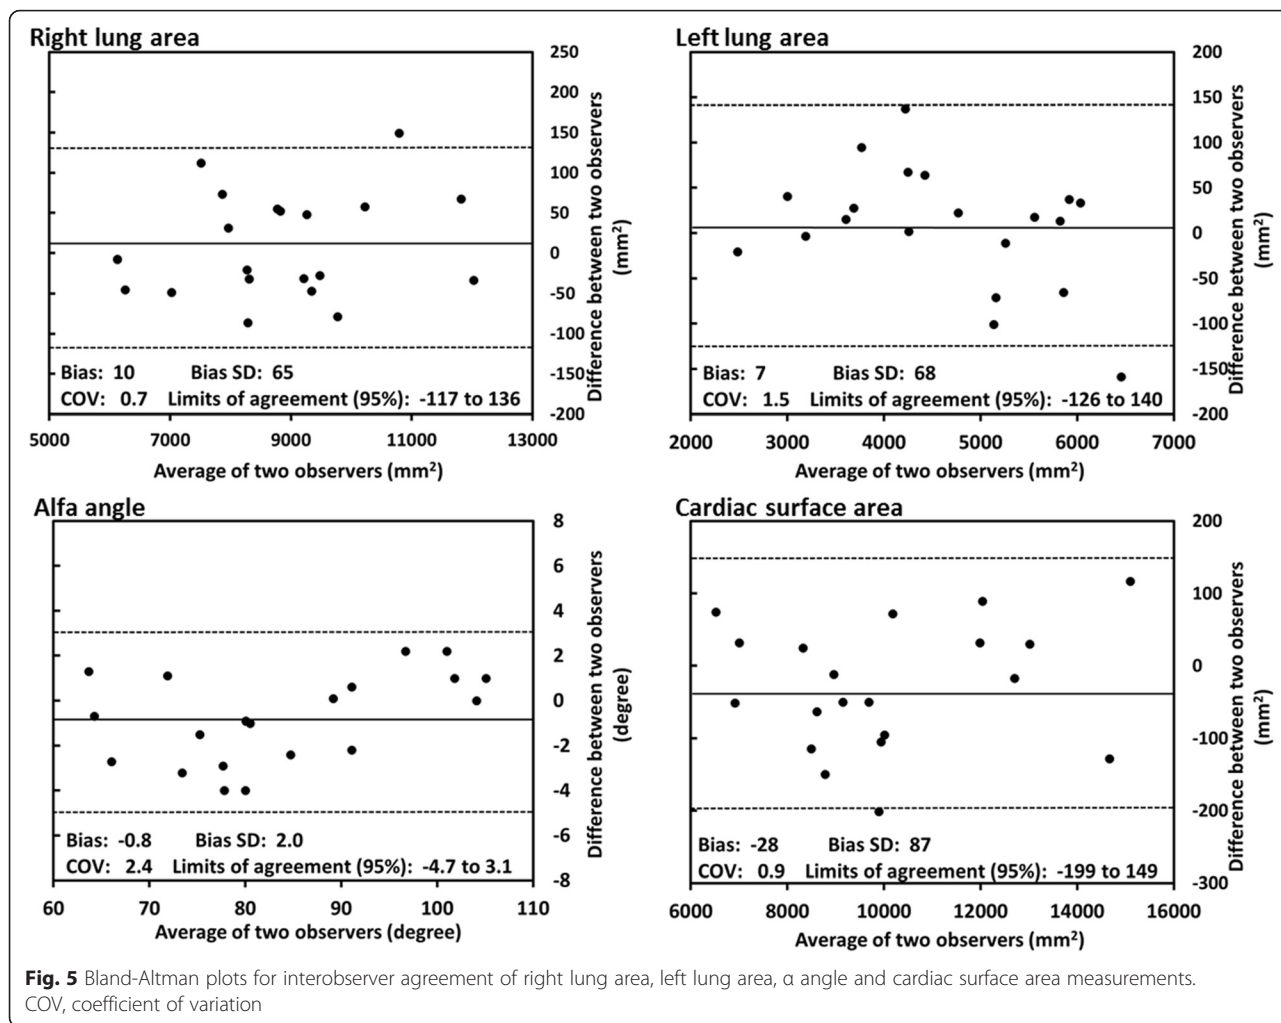 Right lung area
250
200
150
100
50
0
-50
-100
-150
-200
Difference between two observers
(mm²)
Bias: 10 Bias SD: 65
COV: 0.7 Limits of agreement (95%): -117 to 136
5000 7000 9000 11000 13000
Average of two observers (mm²)
Left lung area
200
150
100
50
0
-50
-100
-150
-200
Difference between two observers
(mm²)
Bias: 7 Bias SD: 68
COV: 1.5 Limits of agreement (95%): -126 to 140
2000 3000 4000 5000 6000 7000
Average of two observers (mm²)
Alfa angle
8
6
4
2
0
-2
-4
-6
-8
Difference between two observers
(degree)
Bias: -0.8 Bias SD: 2.0
COV: 2.4 Limits of agreement (95%): -4.7 to 3.1
60 70 80 90 100 110
Average of two observers (degree)
Cardiac surface area
200
100
0
-100
-200
-300
Difference between two observers
(mm²)
Bias: -28 Bias SD: 87
COV: 0.9 Limits of agreement (95%): -199 to 149
6000 8000 10000 12000 14000 16000
Average of two observers (mm²)
Fig. 5 Bland-Altman plots for interobserver agreement of right lung area, left lung area, α angle and cardiac surface area measurements.
COV, coefficient of variation